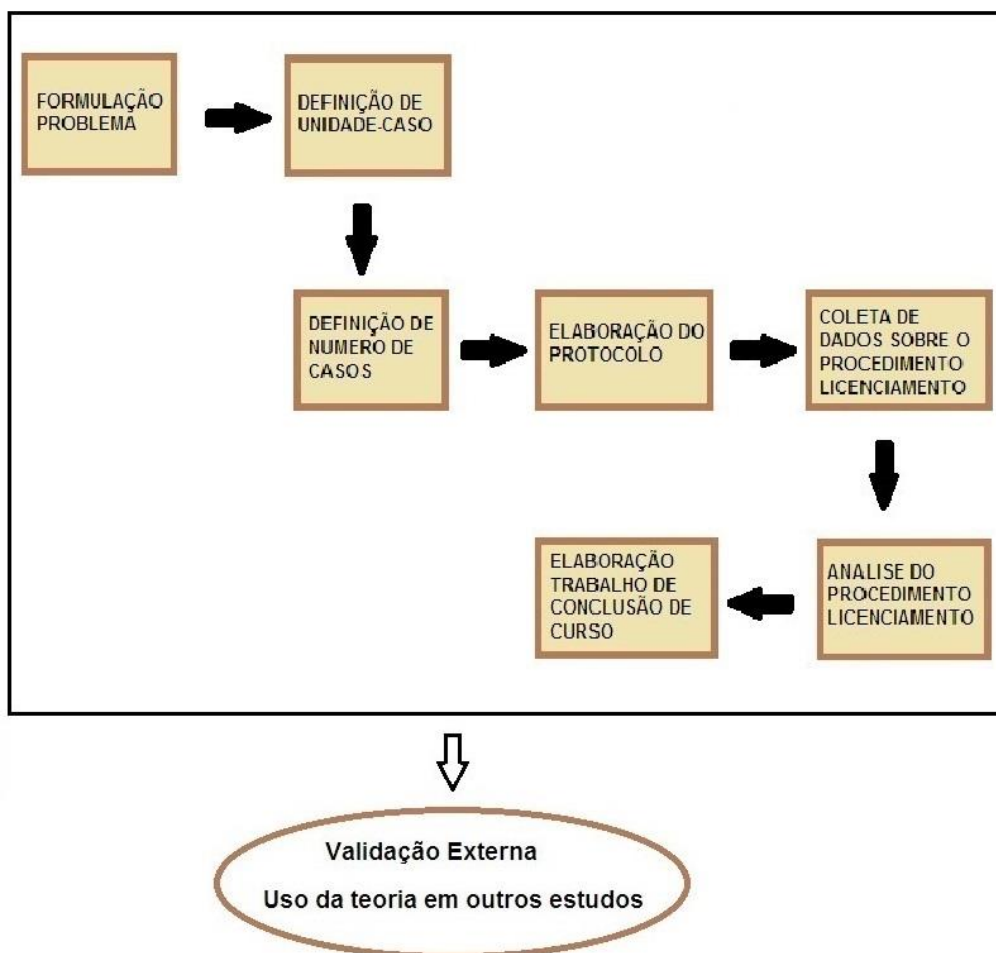 FORMULAÇÃO
PROBLEMA
DEFINIÇÃO DE
UNIDADE-CASO
DEFINIÇÃO DE
NUMERO DE
CASOS
ELABORAÇÃO DO
PROTOCOLO
COLETA DE
DADOS SOBRE O
PROCEDIMENTO
LICENCIAMENTO
ANALISE DO
PROCEDIMENTO
LICENCIAMENTO
ELABORAÇÃO
TRABALHO DE
CONCLUSÃO DE
CURSO
Validação Externa
Uso da teoria em outros estudos